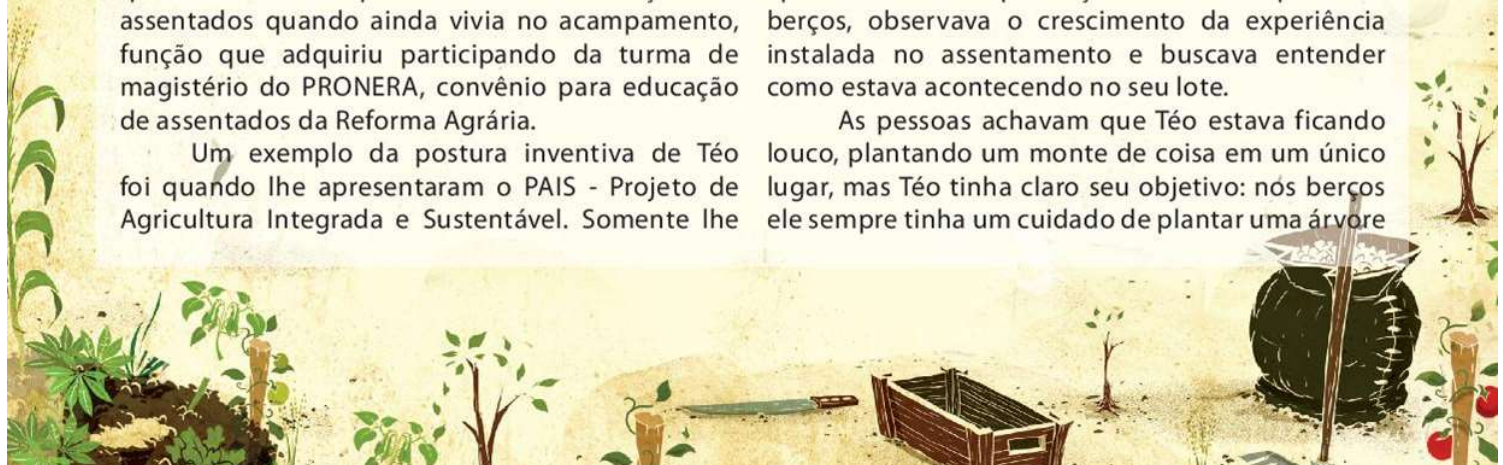 assentados quando ainda vivia no acampamento,
função que adquiriu participando da turma de
magistério do PRONERA, convênio para educação
de assentados da Reforma Agrária.
Um exemplo da postura inventiva de Téo
foi quando lhe apresentaram o PAIS - Projeto de
Agricultura Integrada e Sustentável. Somente lhe
berços, observava o crescimento da experiência
instalada no assentamento e buscava entender
como estava acontecendo no seu lote.
As pessoas achavam que Téo estava ficando
louco, plantando um monte de coisa em um único
lugar, mas Téo tinha claro seu objetivo: nos berços
ele sempre tinha um cuidado de plantar uma árvore